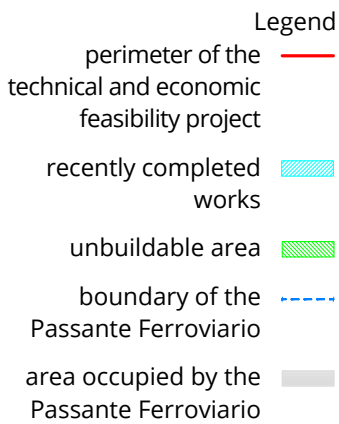 Legend
perimeter of the
technical and economic
feasibility project
recently completed
works
unbuildable area
boundary of the
Passante Ferroviario
area occupied by the
Passante Ferroviario